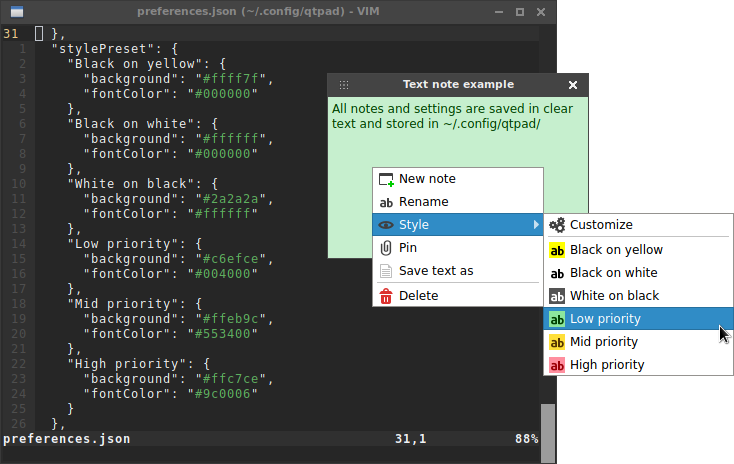 preferences.json (~/.config/qtpad) - VIM
31 },
1 "stylePreset": {
2 "Black on yellow": {
3 "background": "#ffff7f",
4 "fontColor": "#000000"
5 },
6 "Black on white": {
7 "background": "#ffffff",
8 "fontColor": "#000000"
9 },
10 "White on black": {
11 "background": "#2a2a2a",
12 "fontColor": "#ffffff"
13 },
14 "Low priority": {
15 "background": "#c6efce",
16 "fontColor": "#004000"
17 },
18 "Mid priority": {
19 "background": "#ffeb9c",
20 "fontColor": "#553400"
21 },
22 "High priority": {
23 "background": "#ffc7ce",
24 "fontColor": "#9c0006"
25 }
26 },
preferences.json 31,1 88%
Text note example
All notes and settings are saved in clear
text and stored in ~/.config/qtpad/
New note
ab Rename
Style
Pin
Save text as
Delete
Customize
ab Black on yellow
ab Black on white
ab White on black
ab Low priority
ab Mid priority
ab High priority